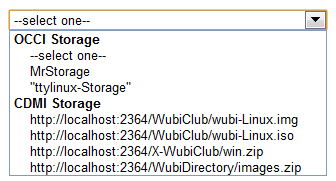 --select one--
OCCI Storage
--select one--
MrStorage
"ttylinux-Storage"
CDMI Storage
http://localhost:2364/WubiClub/wubi-Linux.img
http://localhost:2364/WubiClub/wubi-Linux.iso
http://localhost:2364/X-WubiClub/win.zip
http://localhost:2364/WubiDirectory/images.zip